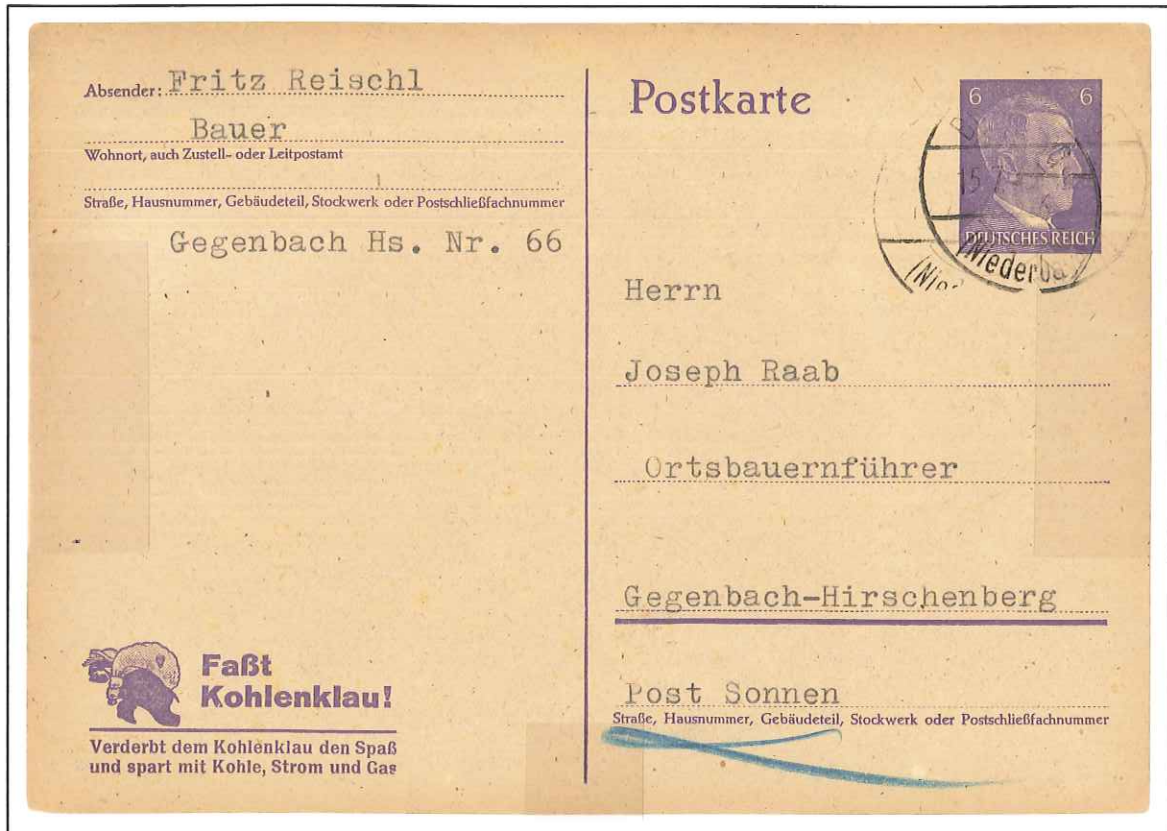 Absender: Fritz Reischl
Bauer
Wohnort, auch Zustell- oder Leitpostamt
Straße, Hausnummer, Gebäudeteil, Stockwerk oder Postschließfachnummer
Gegenbach Hs. Nr. 66
Faßt
Kohlenklau!
Verderbt dem Kohlenklau den Spaß
und spart mit Kohle, Strom und Gas
Postkarte
6 6
DEUTSCHES REICH
Herrn
Joseph Raab
Ortsbauernführer
Gegenbach-Hirschenberg
Post Sonnen
Straße, Hausnummer, Gebäudeteil, Stockwerk oder Postschließfachnummer